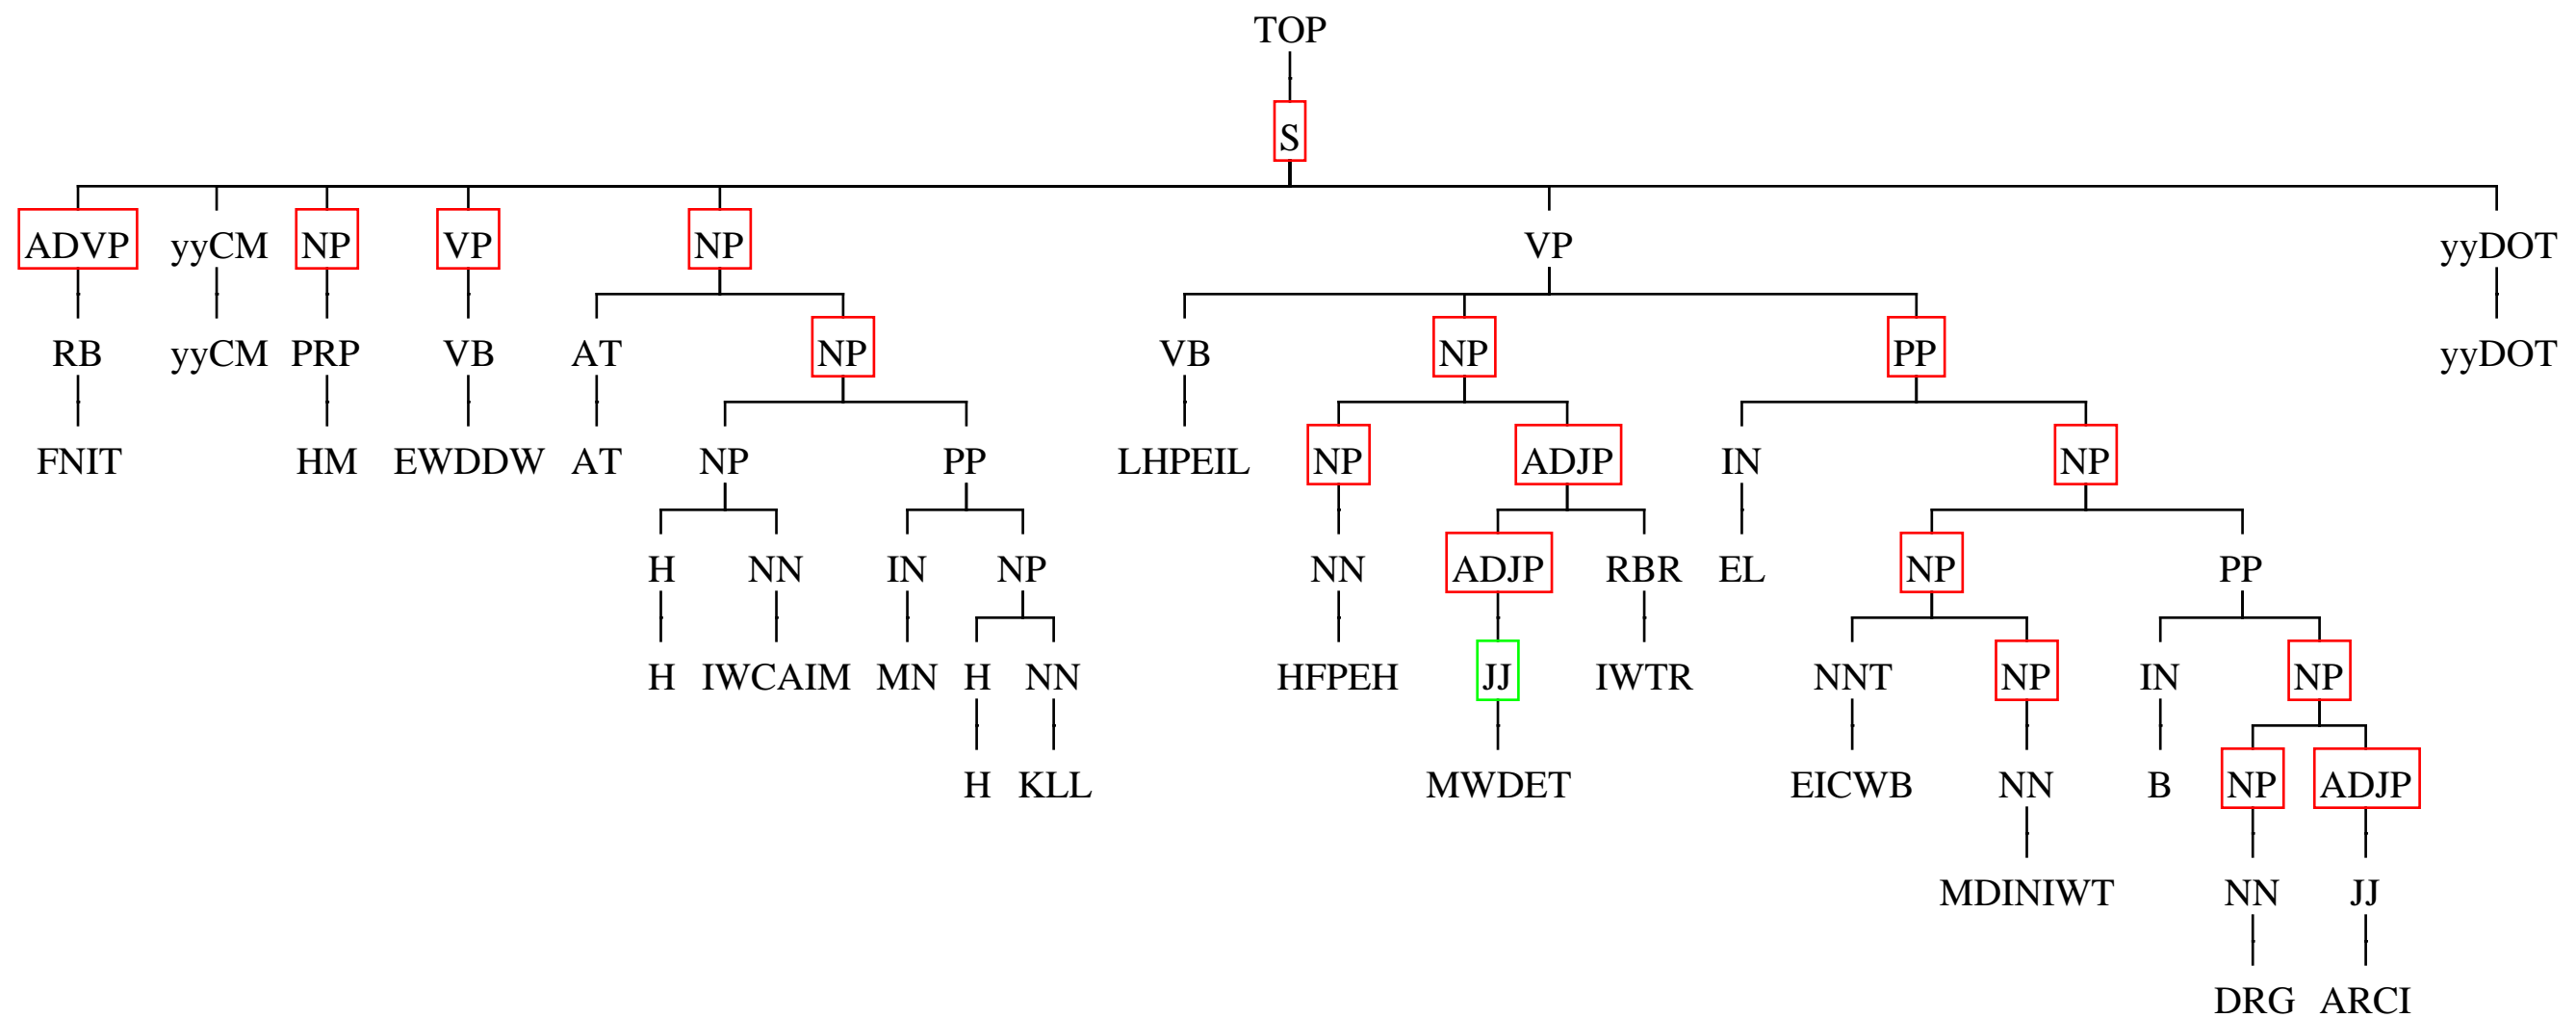 TOP
S
ADVP yyCM NP VP NP VP yyDOT
RB yyCM PRP VB AT NP VB NP PP yyDOT
FNIT HM EWDDW AT NP PP LHPEIL NP ADJP IN NP
H NN IN NP NN ADJP RBR EL NP PP
H IWCAIM MN H NN HFPEH JJ IWTR NNT NP IN NP
H KLL MWDET EICWB NN B NP ADJP
MDINIWT NN JJ
DRG ARCI